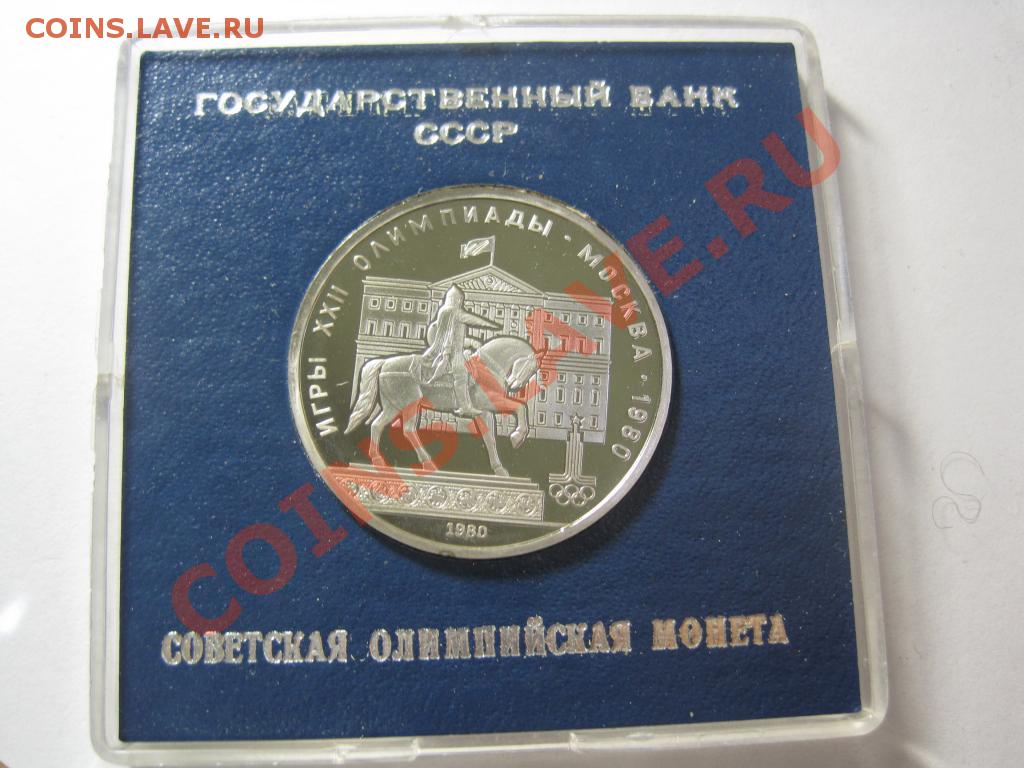 COINS.LAVE.RU
ГОСУДАРСТВЕННЫЙ БАНК
СССР
ИГРЫ XXII ОЛИМПИАДЫ · МОСКВА · 1980
1980
СОВЕТСКАЯ ОЛИМПИЙСКАЯ МОНЕТА
COINS.LAVE.RU